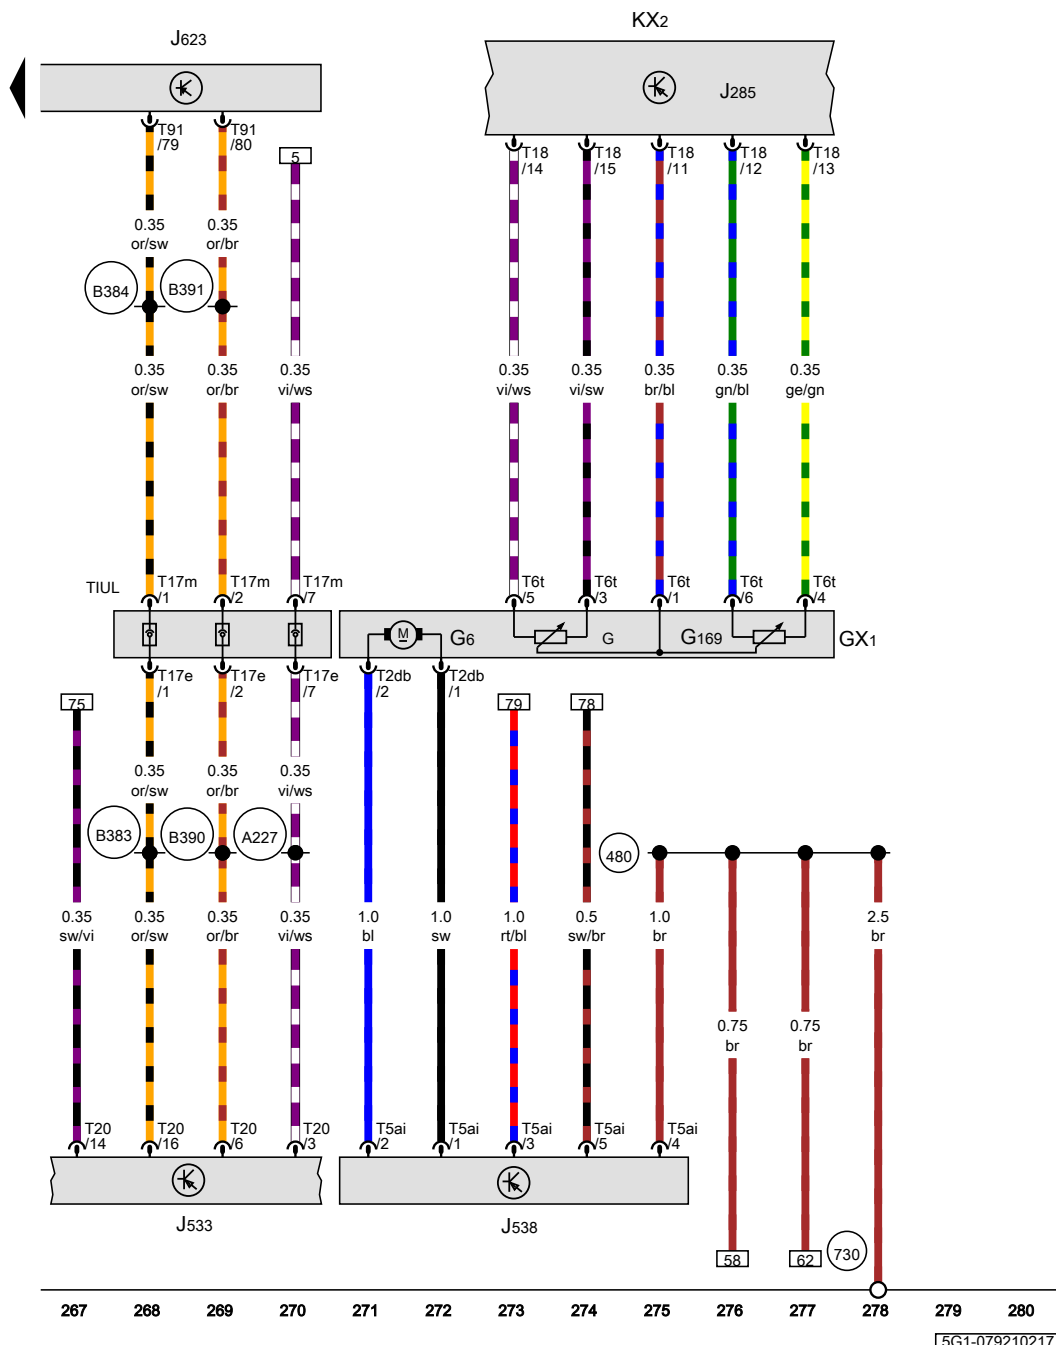 KX2
J623
J285
T91
/79
T91
/80
5
T18
/14
T18
/15
T18
/11
T18
/12
T18
/13
0.35
or/sw
0.35
or/br
B384
B391
0.35
or/sw
0.35
or/br
0.35
vi/ws
0.35
vi/ws
0.35
vi/sw
0.35
br/bl
0.35
gn/bl
0.35
ge/gn
TIUL
T17m
/1
T17m
/2
T17m
/7
T6t
/5
T6t
/3
T6t
/1
T6t
/6
T6t
/4
M
G6
G
G169
GX1
T17e
/1
T17e
/2
T17e
/7
T2db
/2
T2db
/1
75
79
78
0.35
or/sw
0.35
or/br
0.35
vi/ws
B383
B390
A227
480
0.35
sw/vi
0.35
or/sw
0.35
or/br
0.35
vi/ws
1.0
bl
1.0
sw
1.0
rt/bl
0.5
sw/br
1.0
br
2.5
br
0.75
br
0.75
br
T20
/14
T20
/16
T20
/6
T20
/3
T5ai
/2
T5ai
/1
T5ai
/3
T5ai
/5
T5ai
/4
J533
J538
58
62
730
267 268 269 270 271 272 273 274 275 276 277 278 279 280
5G1-079210217